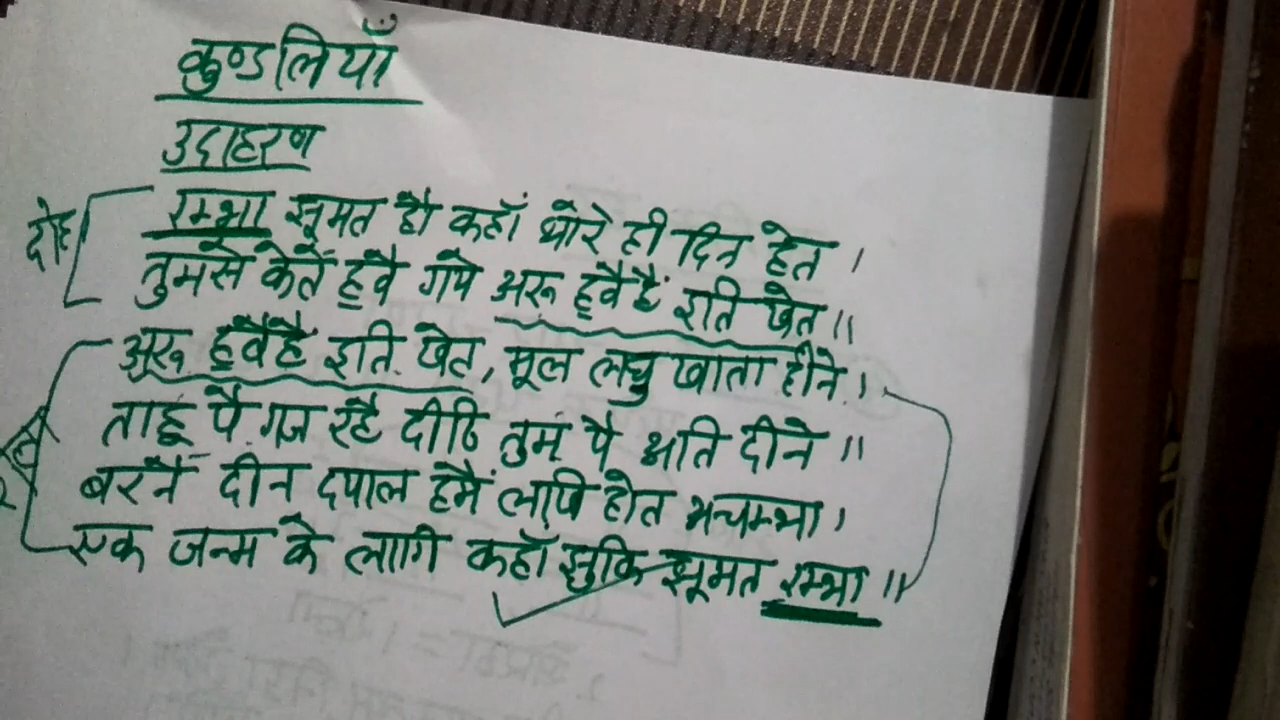 कुण्डलियाँ
उदाहरण
दोहा
रम्भा झूमत हौ कहाँ थोरे ही दिन हेत ।
तुमसे केतें ह्वै गये अरू ह्वैहैं इति खेत ॥
अरू ह्वैहैं इति खेत, मूल लघु खाता हीने ।
ताहू पै गज रहै दीठि तुम पै अति दीने ॥
बरनै दीन दयाल हमैं लाषि होत अचम्भा ।
एक जन्म के लागि कहाँ झुकि झूमत रम्भा ॥